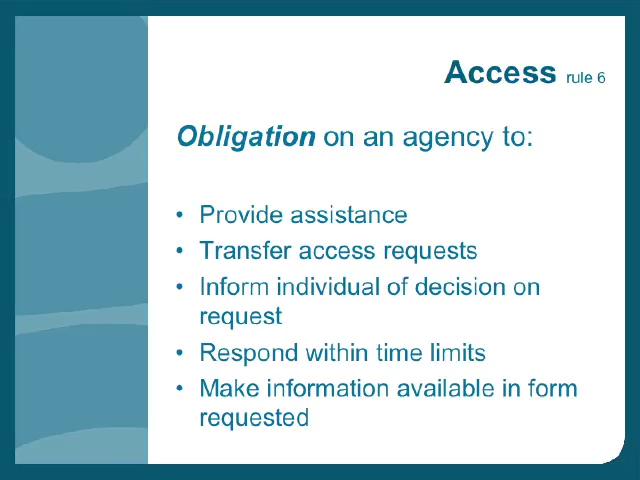 Access rule 6
Obligation on an agency to:
• Provide assistance
• Transfer access requests
• Inform individual of decision on
request
• Respond within time limits
• Make information available in form
requested